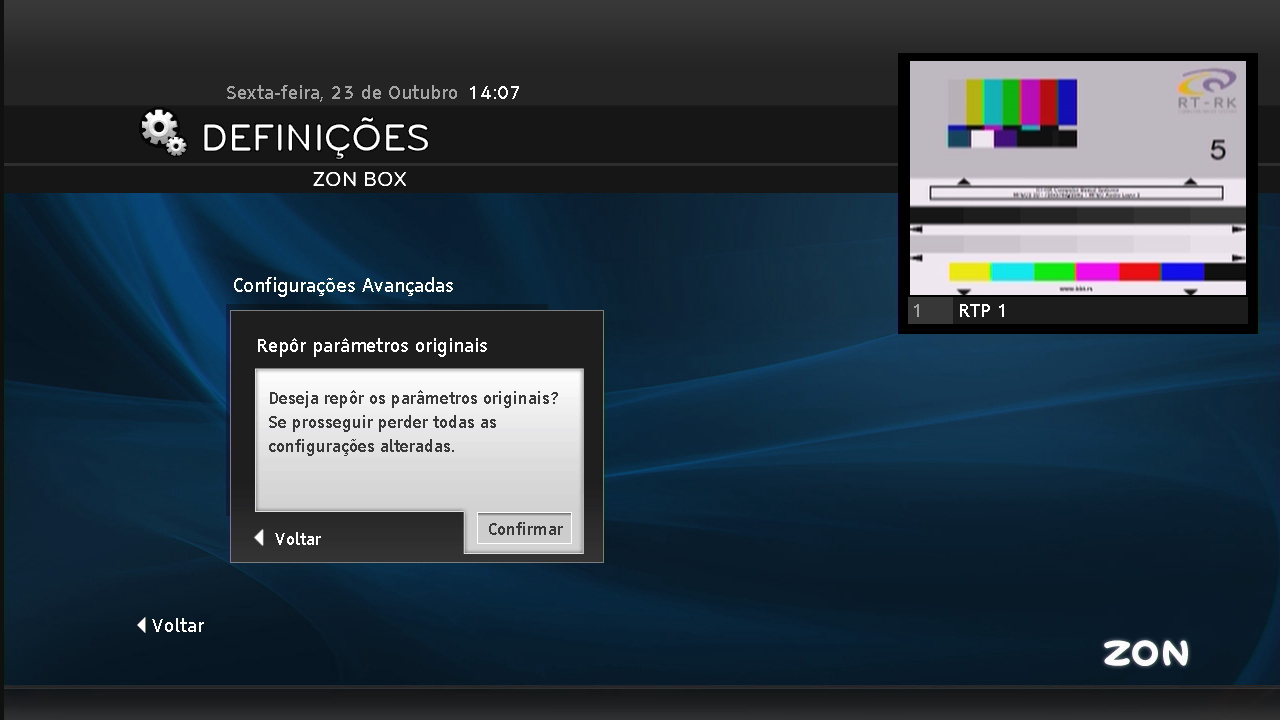 Sexta-feira, 23 de Outubro 14:07
DEFINIÇÕES
ZON BOX
RT-RK
5
www.kbn.rs
1 RTP 1
Configurações Avançadas
Repôr parâmetros originais
Deseja repôr os parâmetros originais?
Se prosseguir perder todas as
configurações alteradas.
Confirmar
Voltar
Voltar
ZON